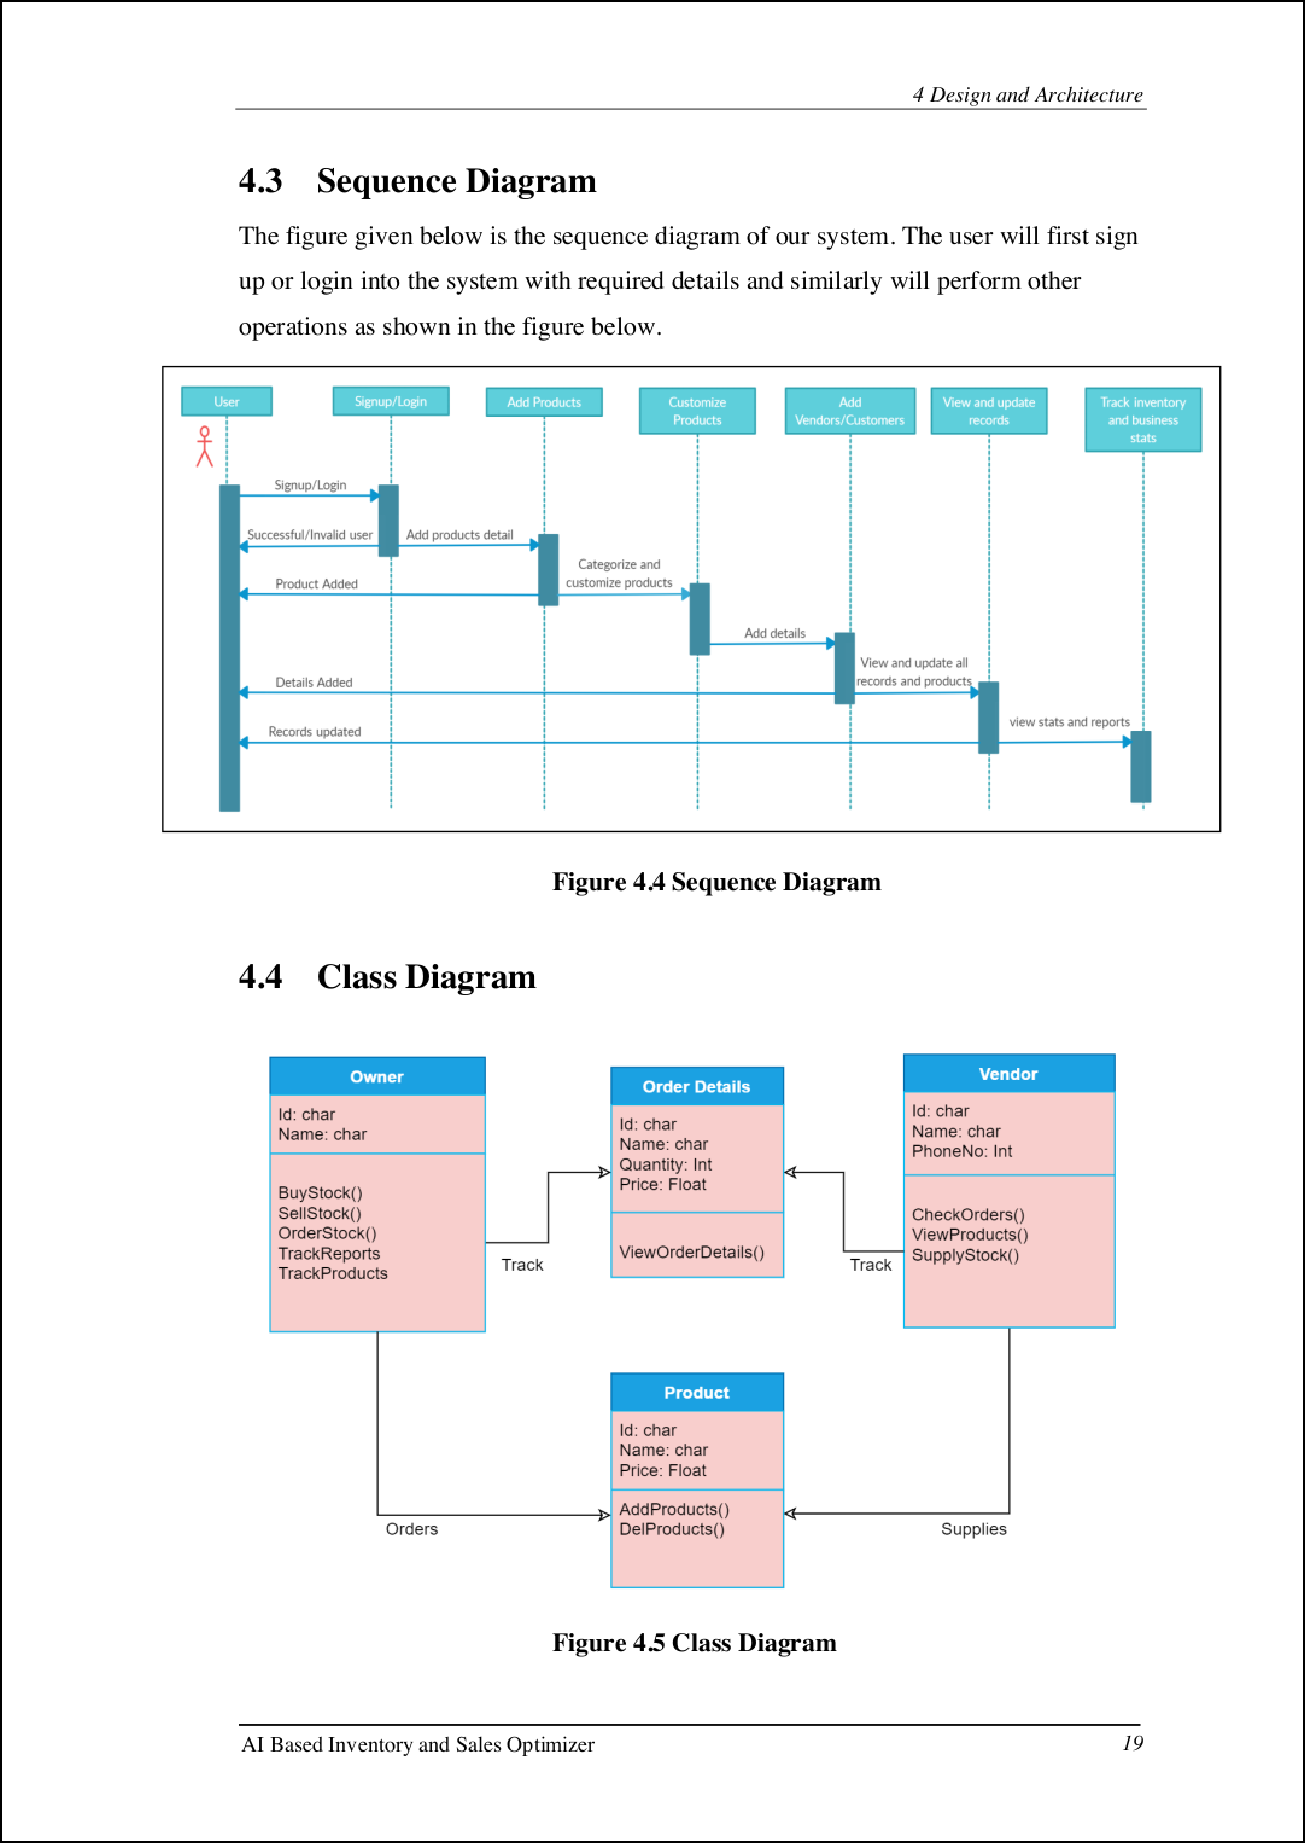 4 Design and Architecture
4.3 Sequence Diagram
The figure given below is the sequence diagram of our system. The user will first sign
up or login into the system with required details and similarly will perform other
operations as shown in the figure below.
User
Signup/Login
Add Products
Customize
Products
Add
Vendors/Customers
View and update
records
Track inventory
and business
stats
Signup/Login
Successful/Invalid user
Add products detail
Categorize and
customize products
Product Added
Add details
View and update all
records and products
Details Added
view stats and reports
Records updated
Figure 4.4 Sequence Diagram
4.4 Class Diagram
Owner
Id: char
Name: char
BuyStock()
SellStock()
OrderStock()
TrackReports
TrackProducts
Track
Order Details
Id: char
Name: char
Quantity: Int
Price: Float
ViewOrderDetails()
Track
Vendor
Id: char
Name: char
PhoneNo: Int
CheckOrders()
ViewProducts()
SupplyStock()
Product
Id: char
Name: char
Price: Float
AddProducts()
DelProducts()
Orders
Supplies
Figure 4.5 Class Diagram
AI Based Inventory and Sales Optimizer
19